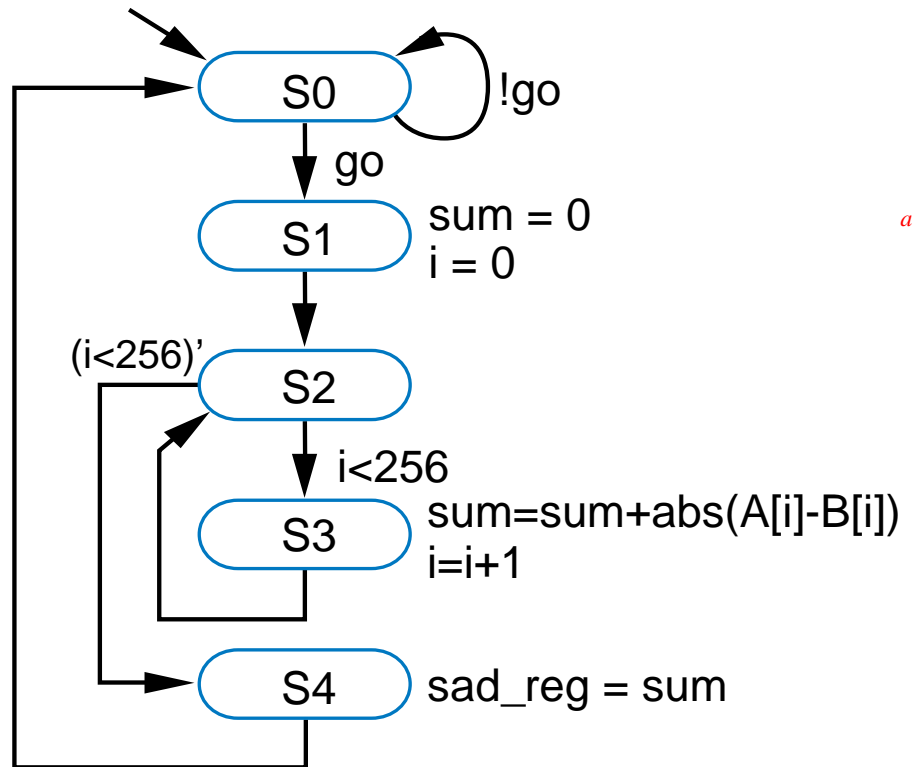 S0
!go
go
S1
sum = 0
i = 0
a
(i<256)’
S2
i<256
S3
sum=sum+abs(A[i]-B[i])
i=i+1
S4
sad_reg = sum